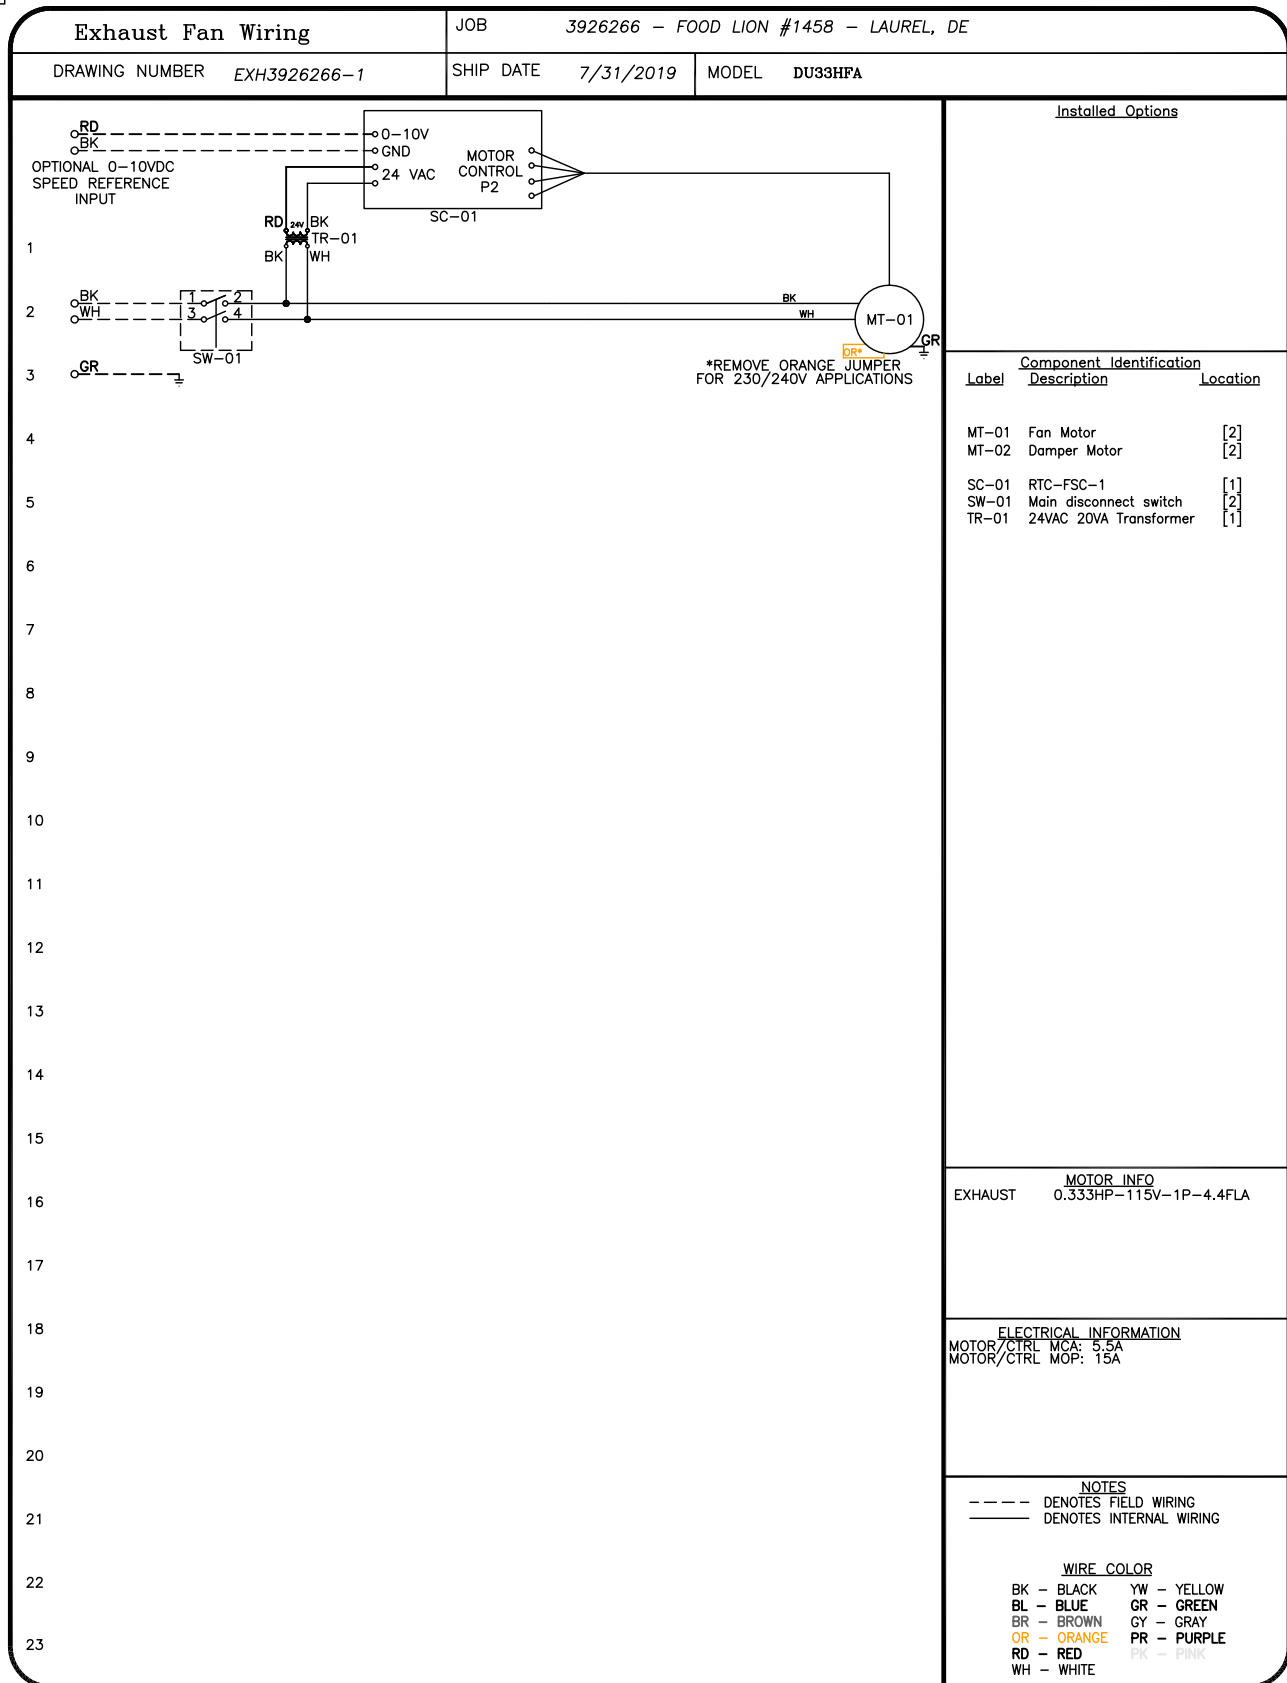 Exhaust Fan Wiring
JOB 3926266 - FOOD LION #1458 - LAUREL, DE
DRAWING NUMBER EXH3926266-1
SHIP DATE 7/31/2019
MODEL DU33HFA
RD
BK
OPTIONAL 0-10VDC
SPEED REFERENCE
INPUT
0-10V
GND
24 VAC
MOTOR
CONTROL
P2
SC-01
RD 24V BK
TR-01
BK WH
1
2
3
4
5
6
7
8
9
10
11
12
13
14
15
16
17
18
19
20
21
22
23
BK
WH
1 2
3 4
SW-01
GR
BK
WH
MT-01
OR*
GR
*REMOVE ORANGE JUMPER
FOR 230/240V APPLICATIONS
Installed Options
Component Identification
Label Description Location
MT-01 Fan Motor [2]
MT-02 Damper Motor [2]
SC-01 RTC-FSC-1 [1]
SW-01 Main disconnect switch [2]
TR-01 24VAC 20VA Transformer [1]
MOTOR INFO
EXHAUST 0.333HP-115V-1P-4.4FLA
ELECTRICAL INFORMATION
MOTOR/CTRL MCA: 5.5A
MOTOR/CTRL MOP: 15A
NOTES
DENOTES FIELD WIRING
DENOTES INTERNAL WIRING
WIRE COLOR
BK - BLACK YW - YELLOW
BL - BLUE GR - GREEN
BR - BROWN GY - GRAY
OR - ORANGE PR - PURPLE
RD - RED PK - PINK
WH - WHITE